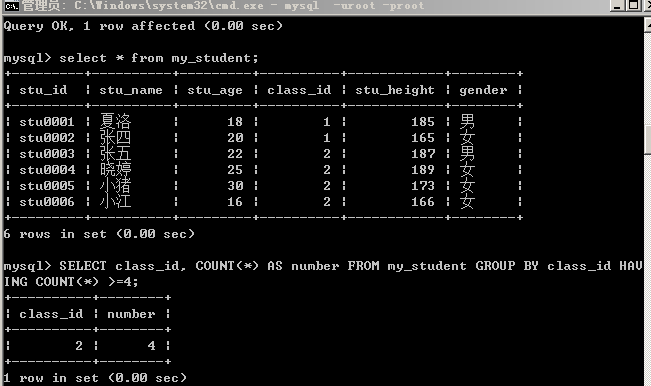 管理员: C:\Windows\system32\cmd.exe - mysql -uroot -proot
Query OK, 1 row affected (0.00 sec)
mysql> select * from my_student;
+---------+----------+---------+----------+------------+--------+
| stu_id | stu_name | stu_age | class_id | stu_height | gender |
+---------+----------+---------+----------+------------+--------+
| stu0001 | 夏洛 | 18 | 1 | 185 | 男 |
| stu0002 | 张四 | 20 | 1 | 165 | 女 |
| stu0003 | 张五 | 22 | 2 | 187 | 男 |
| stu0004 | 晓婷 | 25 | 2 | 189 | 女 |
| stu0005 | 小猪 | 30 | 2 | 173 | 女 |
| stu0006 | 小江 | 16 | 2 | 166 | 女 |
+---------+----------+---------+----------+------------+--------+
6 rows in set (0.00 sec)
mysql> SELECT class_id, COUNT(*) AS number FROM my_student GROUP BY class_id HAV
ING COUNT(*) >=4;
+----------+--------+
| class_id | number |
+----------+--------+
| 2 | 4 |
+----------+--------+
1 row in set (0.00 sec)